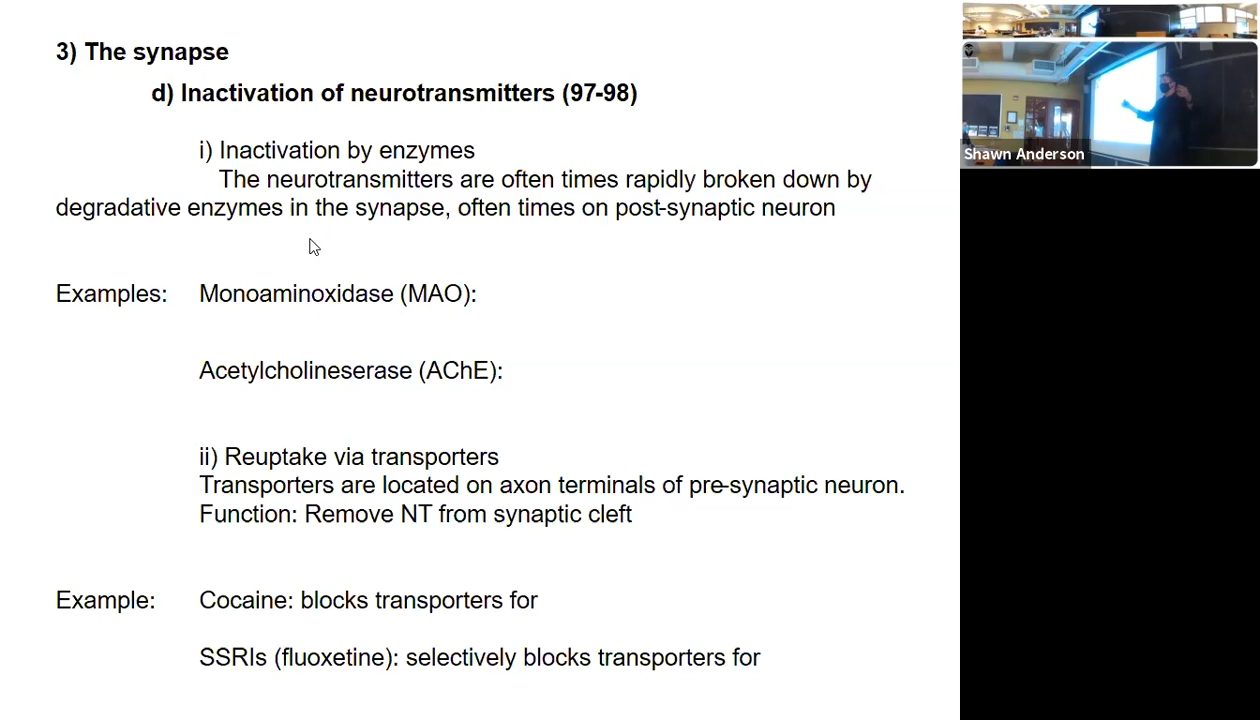 3) The synapse
d) Inactivation of neurotransmitters (97-98)
i) Inactivation by enzymes
The neurotransmitters are often times rapidly broken down by
degradative enzymes in the synapse, often times on post-synaptic neuron
Examples: Monoaminoxidase (MAO):
Acetylcholineserase (AChE):
ii) Reuptake via transporters
Transporters are located on axon terminals of pre-synaptic neuron.
Function: Remove NT from synaptic cleft
Example: Cocaine: blocks transporters for
SSRIs (fluoxetine): selectively blocks transporters for
Shawn Anderson